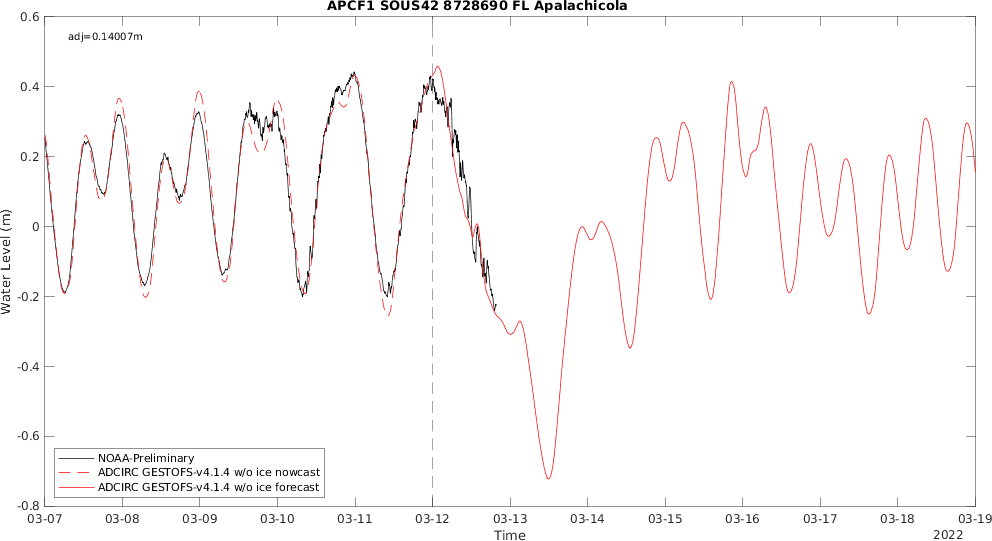 APCF1 SOUS42 8728690 FL Apalachicola
adj=0.14007m
0.6
0.4
0.2
0
-0.2
-0.4
-0.6
-0.8
Water Level (m)
NOAA-Preliminary
ADCIRC GESTOFS-v4.1.4 w/o ice nowcast
ADCIRC GESTOFS-v4.1.4 w/o ice forecast
03-07 03-08 03-09 03-10 03-11 03-12 03-13 03-14 03-15 03-16 03-17 03-18 03-19
Time
2022